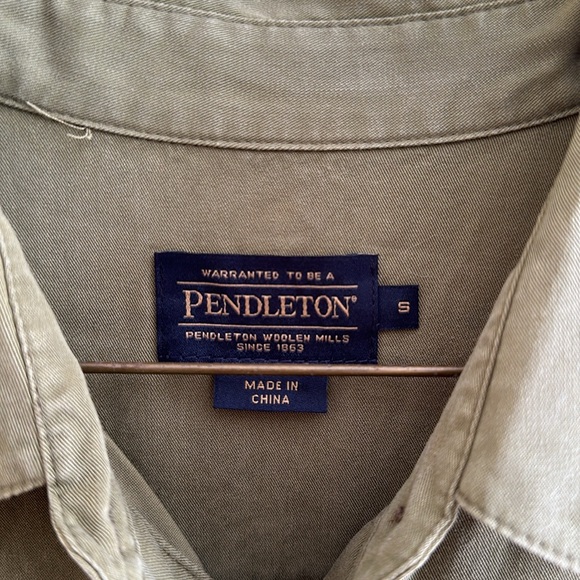 WARRANTED TO BE A
PENDLETON®
S
PENDLETON WOOLEN MILLS
SINCE 1863
MADE IN
CHINA